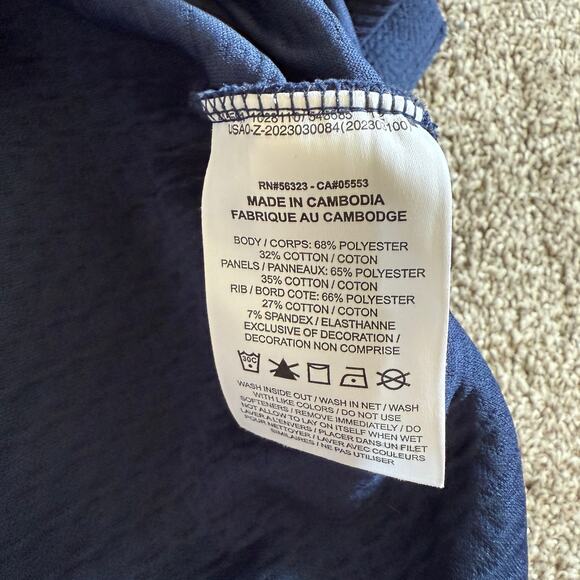 USAO-Z-2023030084(202303100)
RN#56323 - CA#05553
MADE IN CAMBODIA
FABRIQUE AU CAMBODGE
BODY / CORPS: 68% POLYESTER
32% COTTON / COTON
PANELS / PANNEAUX: 65% POLYESTER
35% COTTON / COTON
RIB / BORD COTE: 66% POLYESTER
27% COTTON / COTON
7% SPANDEX / ELASTHANNE
EXCLUSIVE OF DECORATION /
DECORATION NON COMPRISE
30C
WASH INSIDE OUT / WASH IN NET / WASH
WITH LIKE COLORS / DO NOT USE
SOFTENERS / REMOVE IMMEDIATELY / DO
NOT ALLOW TO LAY ON ITSELF WHEN WET
POUR NETTOYER / LAVER AVEC COULEURS
A L'ENVERS / PLACER DANS UN FILET
SIMILAIRES / NE PAS UTILISER